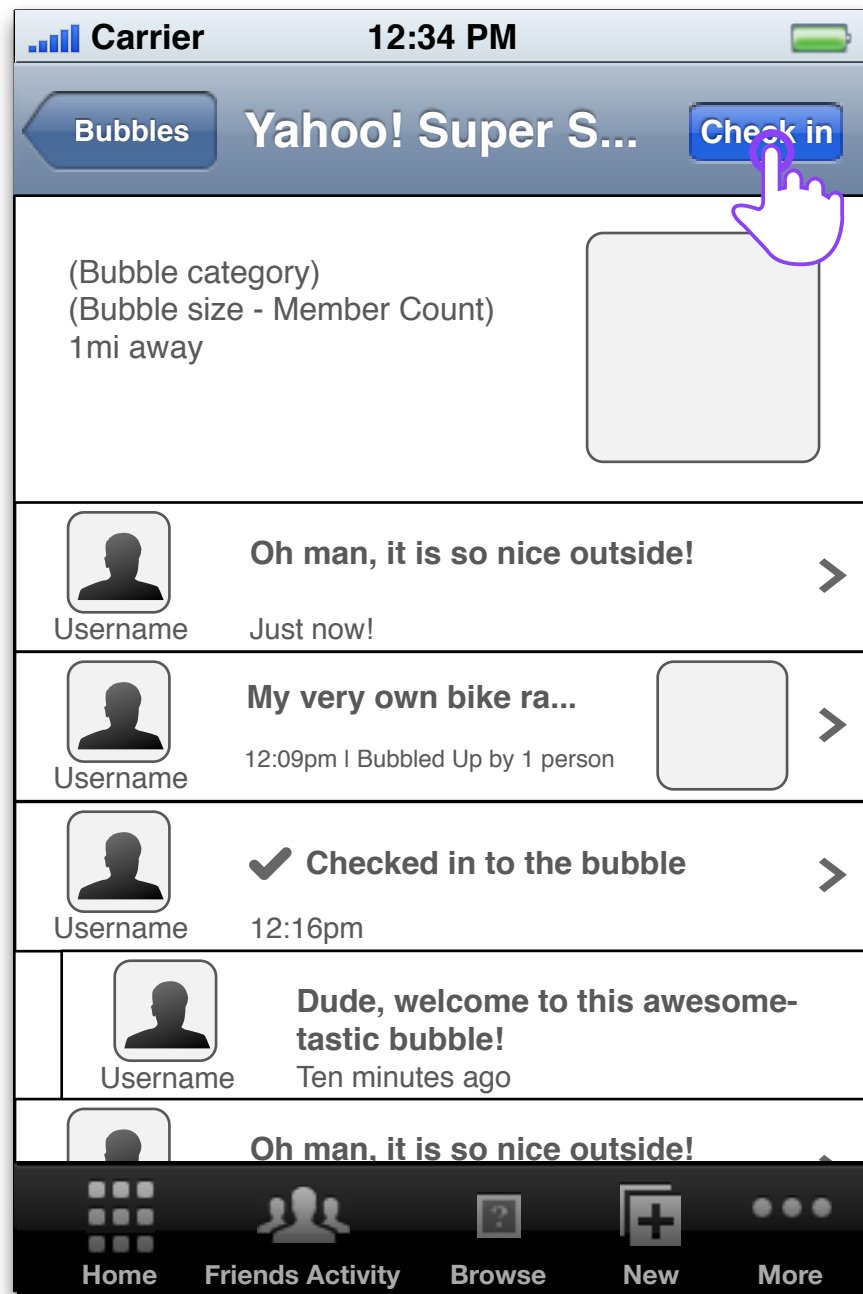 Carrier 12:34 PM
Bubbles Yahoo! Super S... Check in
(Bubble category)
(Bubble size - Member Count)
1mi away
Oh man, it is so nice outside!
Username Just now!
My very own bike ra...
12:09pm | Bubbled Up by 1 person
Username
Checked in to the bubble
Username 12:16pm
Dude, welcome to this awesome-
tastic bubble!
Username Ten minutes ago
Oh man, it is so nice outside!
?
Home Friends Activity Browse New More